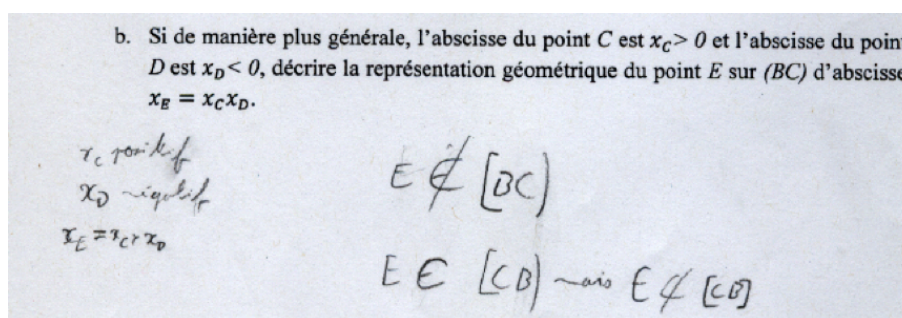 b. Si de manière plus générale, l'abscisse du point C est x_C> 0 et l'abscisse du poin
D est x_D< 0, décrire la représentation géométrique du point E sur (BC) d'abscisse
x_E = x_C x_D.
x_C positif
x_D négatif
x_E = x_C × x_D
E ∉ [BC)
E ∈ [CB) mais E ∉ [CB]